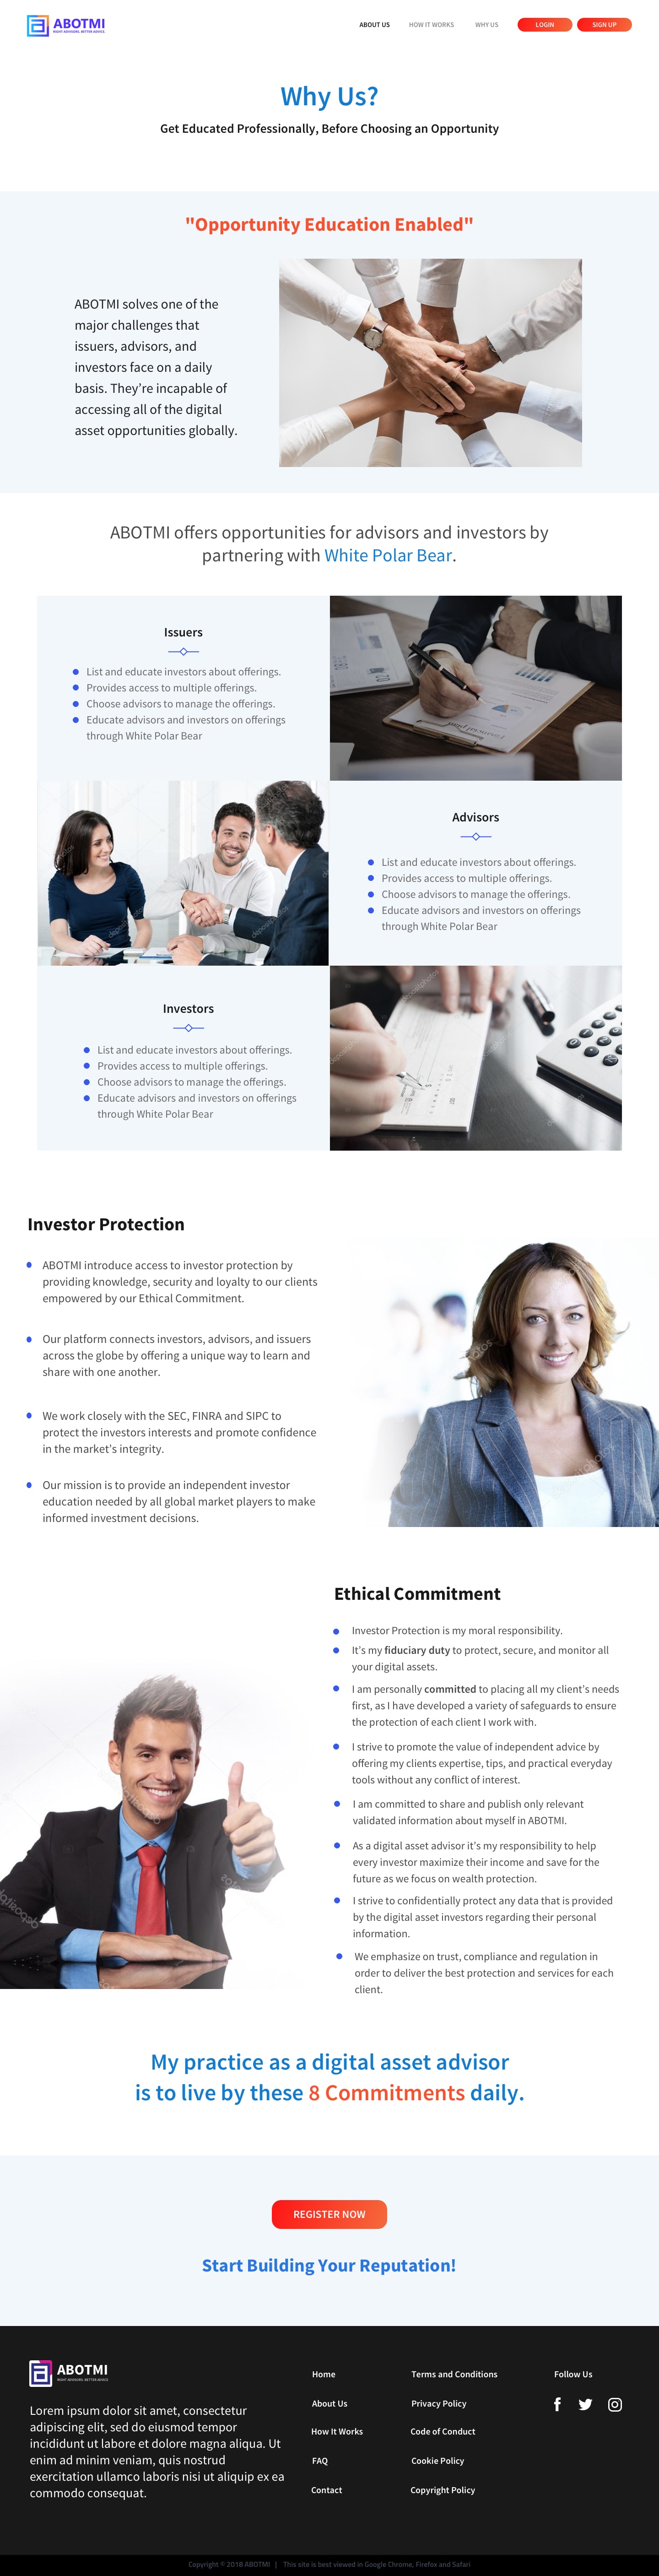 ABOTMI
RIGHT ADVISORS. BETTER ADVICE.
ABOUT US
HOW IT WORKS
WHY US
LOGIN
SIGN UP
Why Us?
Get Educated Professionally, Before Choosing an Opportunity
"Opportunity Education Enabled"
ABOTMI solves one of the
major challenges that
issuers, advisors, and
investors face on a daily
basis. They're incapable of
accessing all of the digital
asset opportunities globally.
ABOTMI offers opportunities for advisors and investors by
partnering with White Polar Bear.
Issuers
List and educate investors about offerings.
Provides access to multiple offerings.
Choose advisors to manage the offerings.
Educate advisors and investors on offerings
through White Polar Bear
Advisors
List and educate investors about offerings.
Provides access to multiple offerings.
Choose advisors to manage the offerings.
Educate advisors and investors on offerings
through White Polar Bear
Investors
List and educate investors about offerings.
Provides access to multiple offerings.
Choose advisors to manage the offerings.
Educate advisors and investors on offerings
through White Polar Bear
Investor Protection
ABOTMI introduce access to investor protection by
providing knowledge, security and loyalty to our clients
empowered by our Ethical Commitment.
Our platform connects investors, advisors, and issuers
across the globe by offering a unique way to learn and
share with one another.
We work closely with the SEC, FINRA and SIPC to
protect the investors interests and promote confidence
in the market's integrity.
Our mission is to provide an independent investor
education needed by all global market players to make
informed investment decisions.
Ethical Commitment
Investor Protection is my moral responsibility.
It's my fiduciary duty to protect, secure, and monitor all
your digital assets.
I am personally committed to placing all my client's needs
first, as I have developed a variety of safeguards to ensure
the protection of each client I work with.
I strive to promote the value of independent advice by
offering my clients expertise, tips, and practical everyday
tools without any conflict of interest.
I am committed to share and publish only relevant
validated information about myself in ABOTMI.
As a digital asset advisor it's my responsibility to help
every investor maximize their income and save for the
future as we focus on wealth protection.
I strive to confidentially protect any data that is provided
by the digital asset investors regarding their personal
information.
We emphasize on trust, compliance and regulation in
order to deliver the best protection and services for each
client.
My practice as a digital asset advisor
is to live by these 8 Commitments daily.
REGISTER NOW
Start Building Your Reputation!
ABOTMI
RIGHT ADVISORS. BETTER ADVICE.
Lorem ipsum dolor sit amet, consectetur
adipiscing elit, sed do eiusmod tempor
incididunt ut labore et dolore magna aliqua. Ut
enim ad minim veniam, quis nostrud
exercitation ullamco laboris nisi ut aliquip ex ea
commodo consequat.
Home
About Us
How It Works
FAQ
Contact
Terms and Conditions
Privacy Policy
Code of Conduct
Cookie Policy
Copyright Policy
Follow Us
Copyright © 2018 ABOTMI | This site is best viewed in Google Chrome, Firefox and Safari